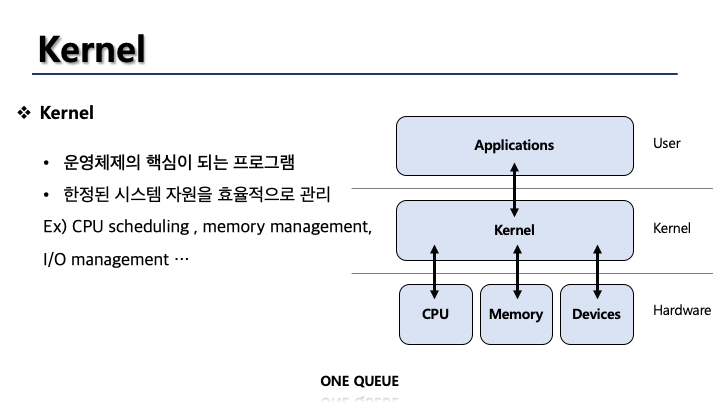 Kernel
❖ Kernel
• 운영체제의 핵심이 되는 프로그램
• 한정된 시스템 자원을 효율적으로 관리
Ex) CPU scheduling , memory management,
I/O management …
Applications
User
Kernel
Kernel
CPU
Memory
Devices
Hardware
ONE QUEUE